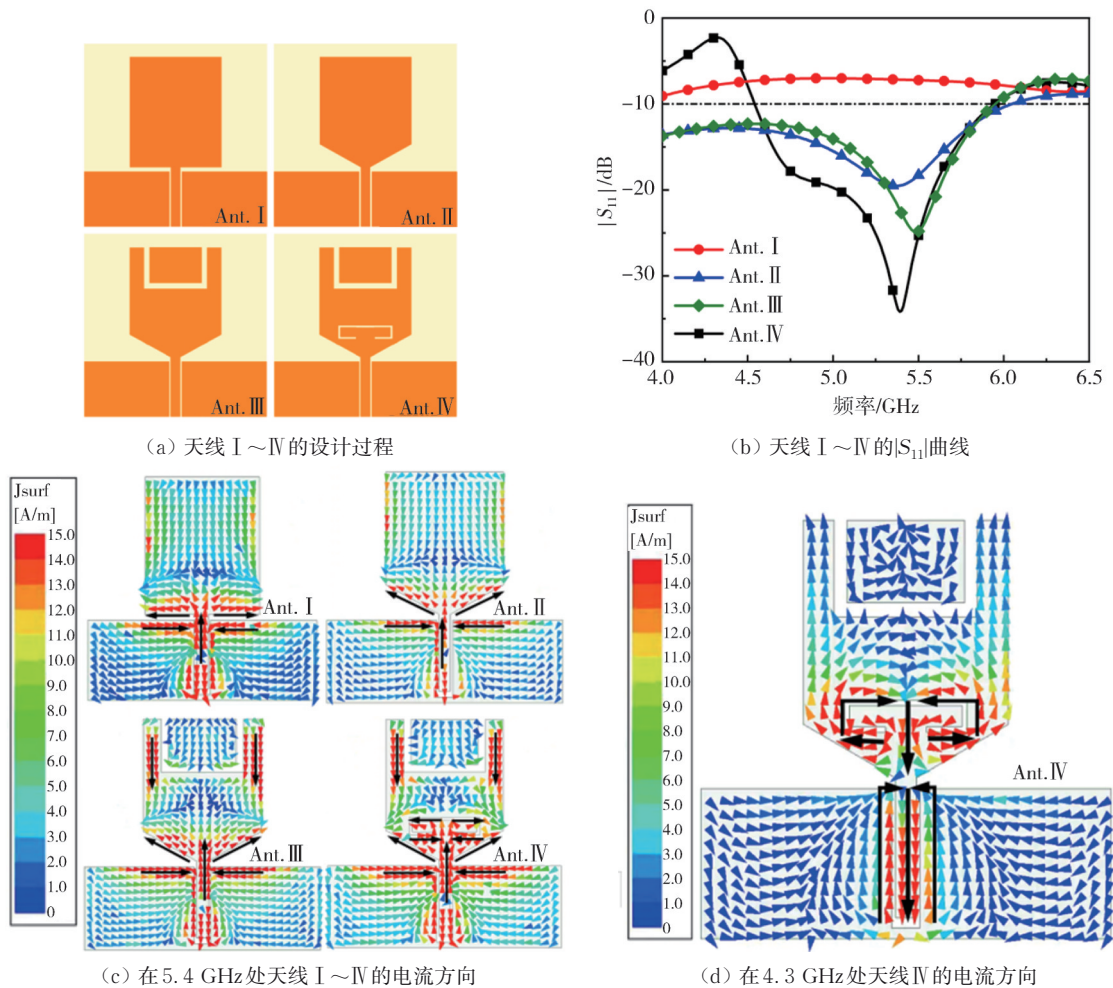 Ant.Ⅰ
Ant.Ⅱ
Ant.Ⅲ
Ant.Ⅳ
(a) 天线Ⅰ~Ⅳ的设计过程
0
-10
-20
-30
-40
|S₁₁|/dB
Ant.Ⅰ
Ant.Ⅱ
Ant.Ⅲ
Ant.Ⅳ
4.0 4.5 5.0 5.5 6.0 6.5
频率/GHz
(b) 天线Ⅰ~Ⅳ的|S₁₁|曲线
Jsurf
[A/m]
15.0
14.0
13.0
12.0
11.0
10.0
9.0
8.0
7.0
6.0
5.0
4.0
3.0
2.0
1.0
0
Ant.Ⅰ
Ant.Ⅱ
Ant.Ⅲ
Ant.Ⅳ
(c) 在5.4 GHz处天线Ⅰ~Ⅳ的电流方向
Jsurf
[A/m]
15.0
14.0
13.0
12.0
11.0
10.0
9.0
8.0
7.0
6.0
5.0
4.0
3.0
2.0
1.0
0
Ant.Ⅳ
(d) 在4.3 GHz处天线Ⅳ的电流方向